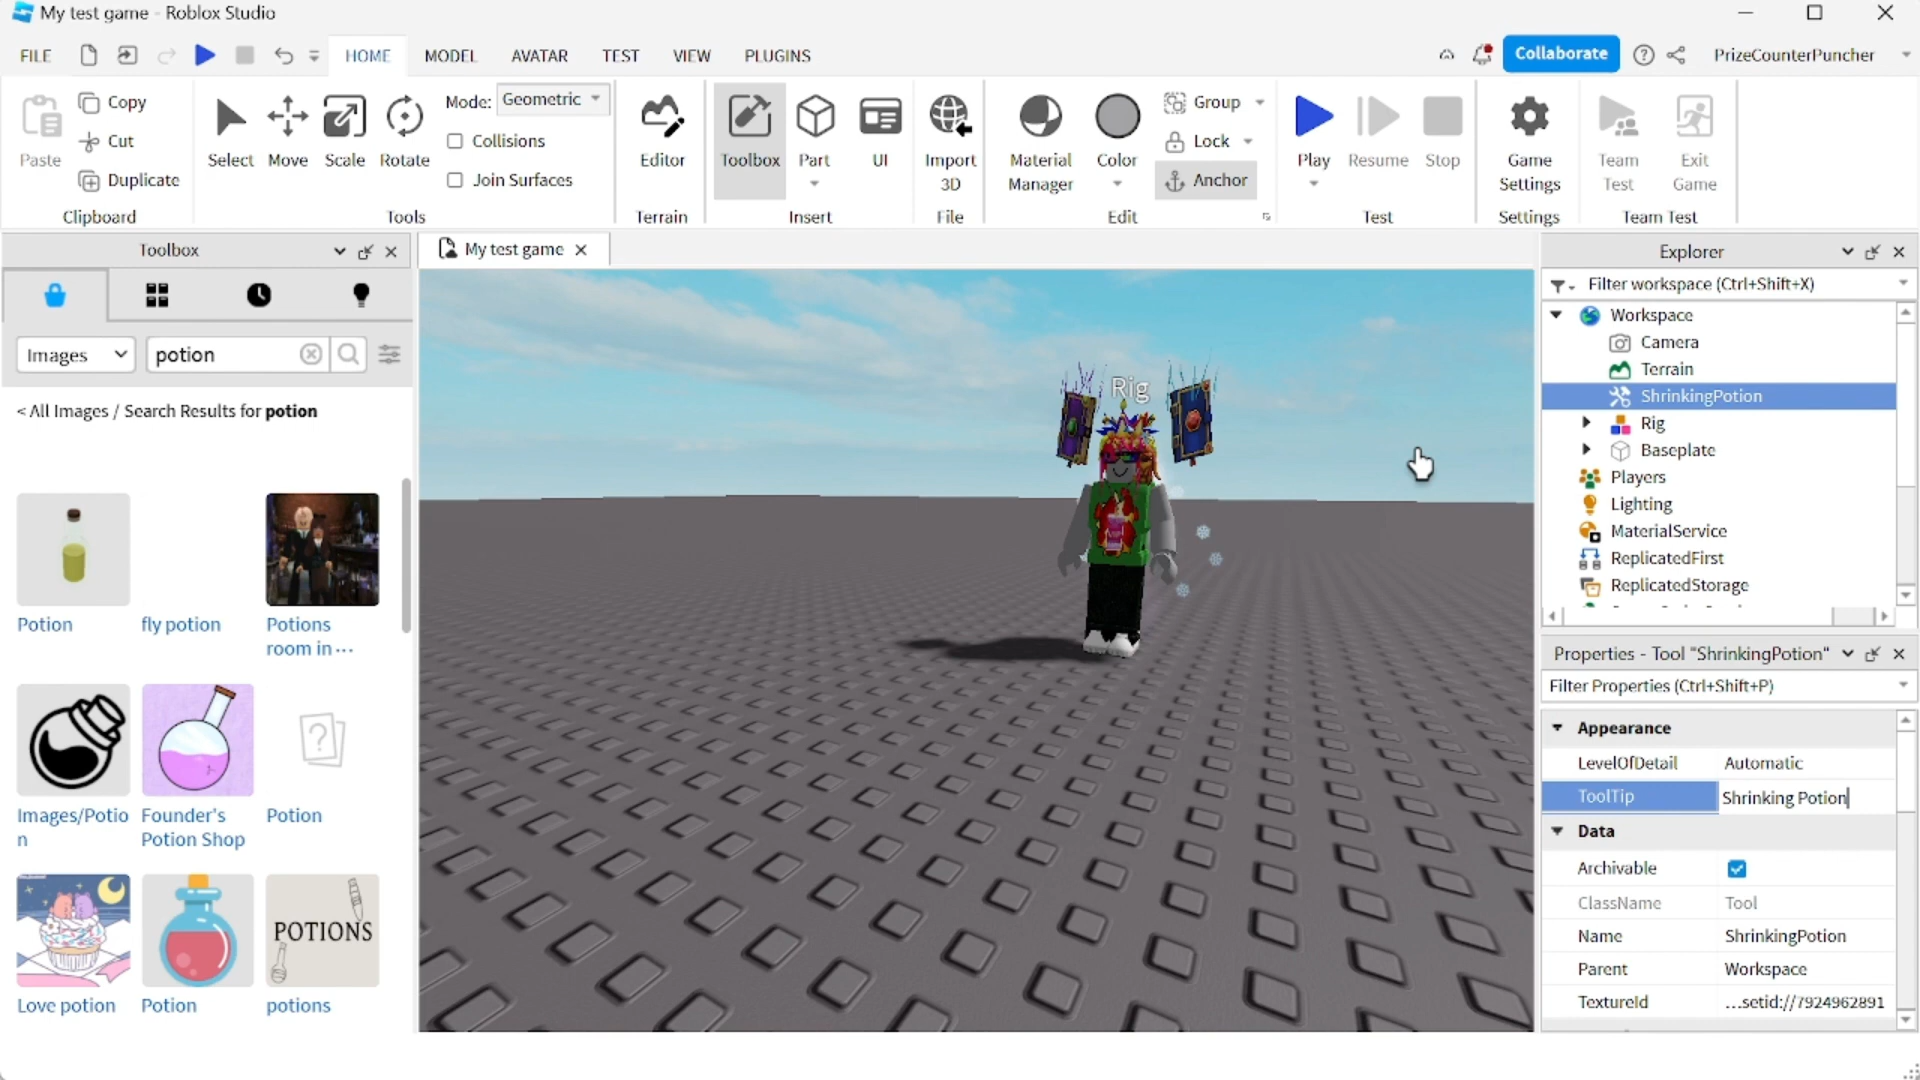 My test game - Roblox Studio
FILE
HOME
MODEL
AVATAR
TEST
VIEW
PLUGINS
Collaborate
PrizeCounterPuncher
Paste
Copy
Cut
Duplicate
Clipboard
Select
Move
Scale
Rotate
Mode: Geometric
Collisions
Join Surfaces
Tools
Editor
Terrain
Toolbox
Part
UI
Insert
Import
3D
File
Material
Manager
Color
Group
Lock
Anchor
Edit
Play
Resume
Stop
Test
Game
Settings
Settings
Team
Test
Exit
Game
Team Test
Toolbox
Images
potion
< All Images / Search Results for potion
Potion
fly potion
Potions
room in ...
Images/Potio
n
Founder's
Potion Shop
Potion
POTIONS
Love potion
Potion
potions
My test game
Rig
Explorer
Filter workspace (Ctrl+Shift+X)
Workspace
Camera
Terrain
ShrinkingPotion
Rig
Baseplate
Players
Lighting
MaterialService
ReplicatedFirst
ReplicatedStorage
Properties - Tool "ShrinkingPotion"
Filter Properties (Ctrl+Shift+P)
Appearance
LevelOfDetail Automatic
ToolTip Shrinking Potion
Data
Archivable
ClassName Tool
Name ShrinkingPotion
Parent Workspace
TextureId ...setid://7924962891